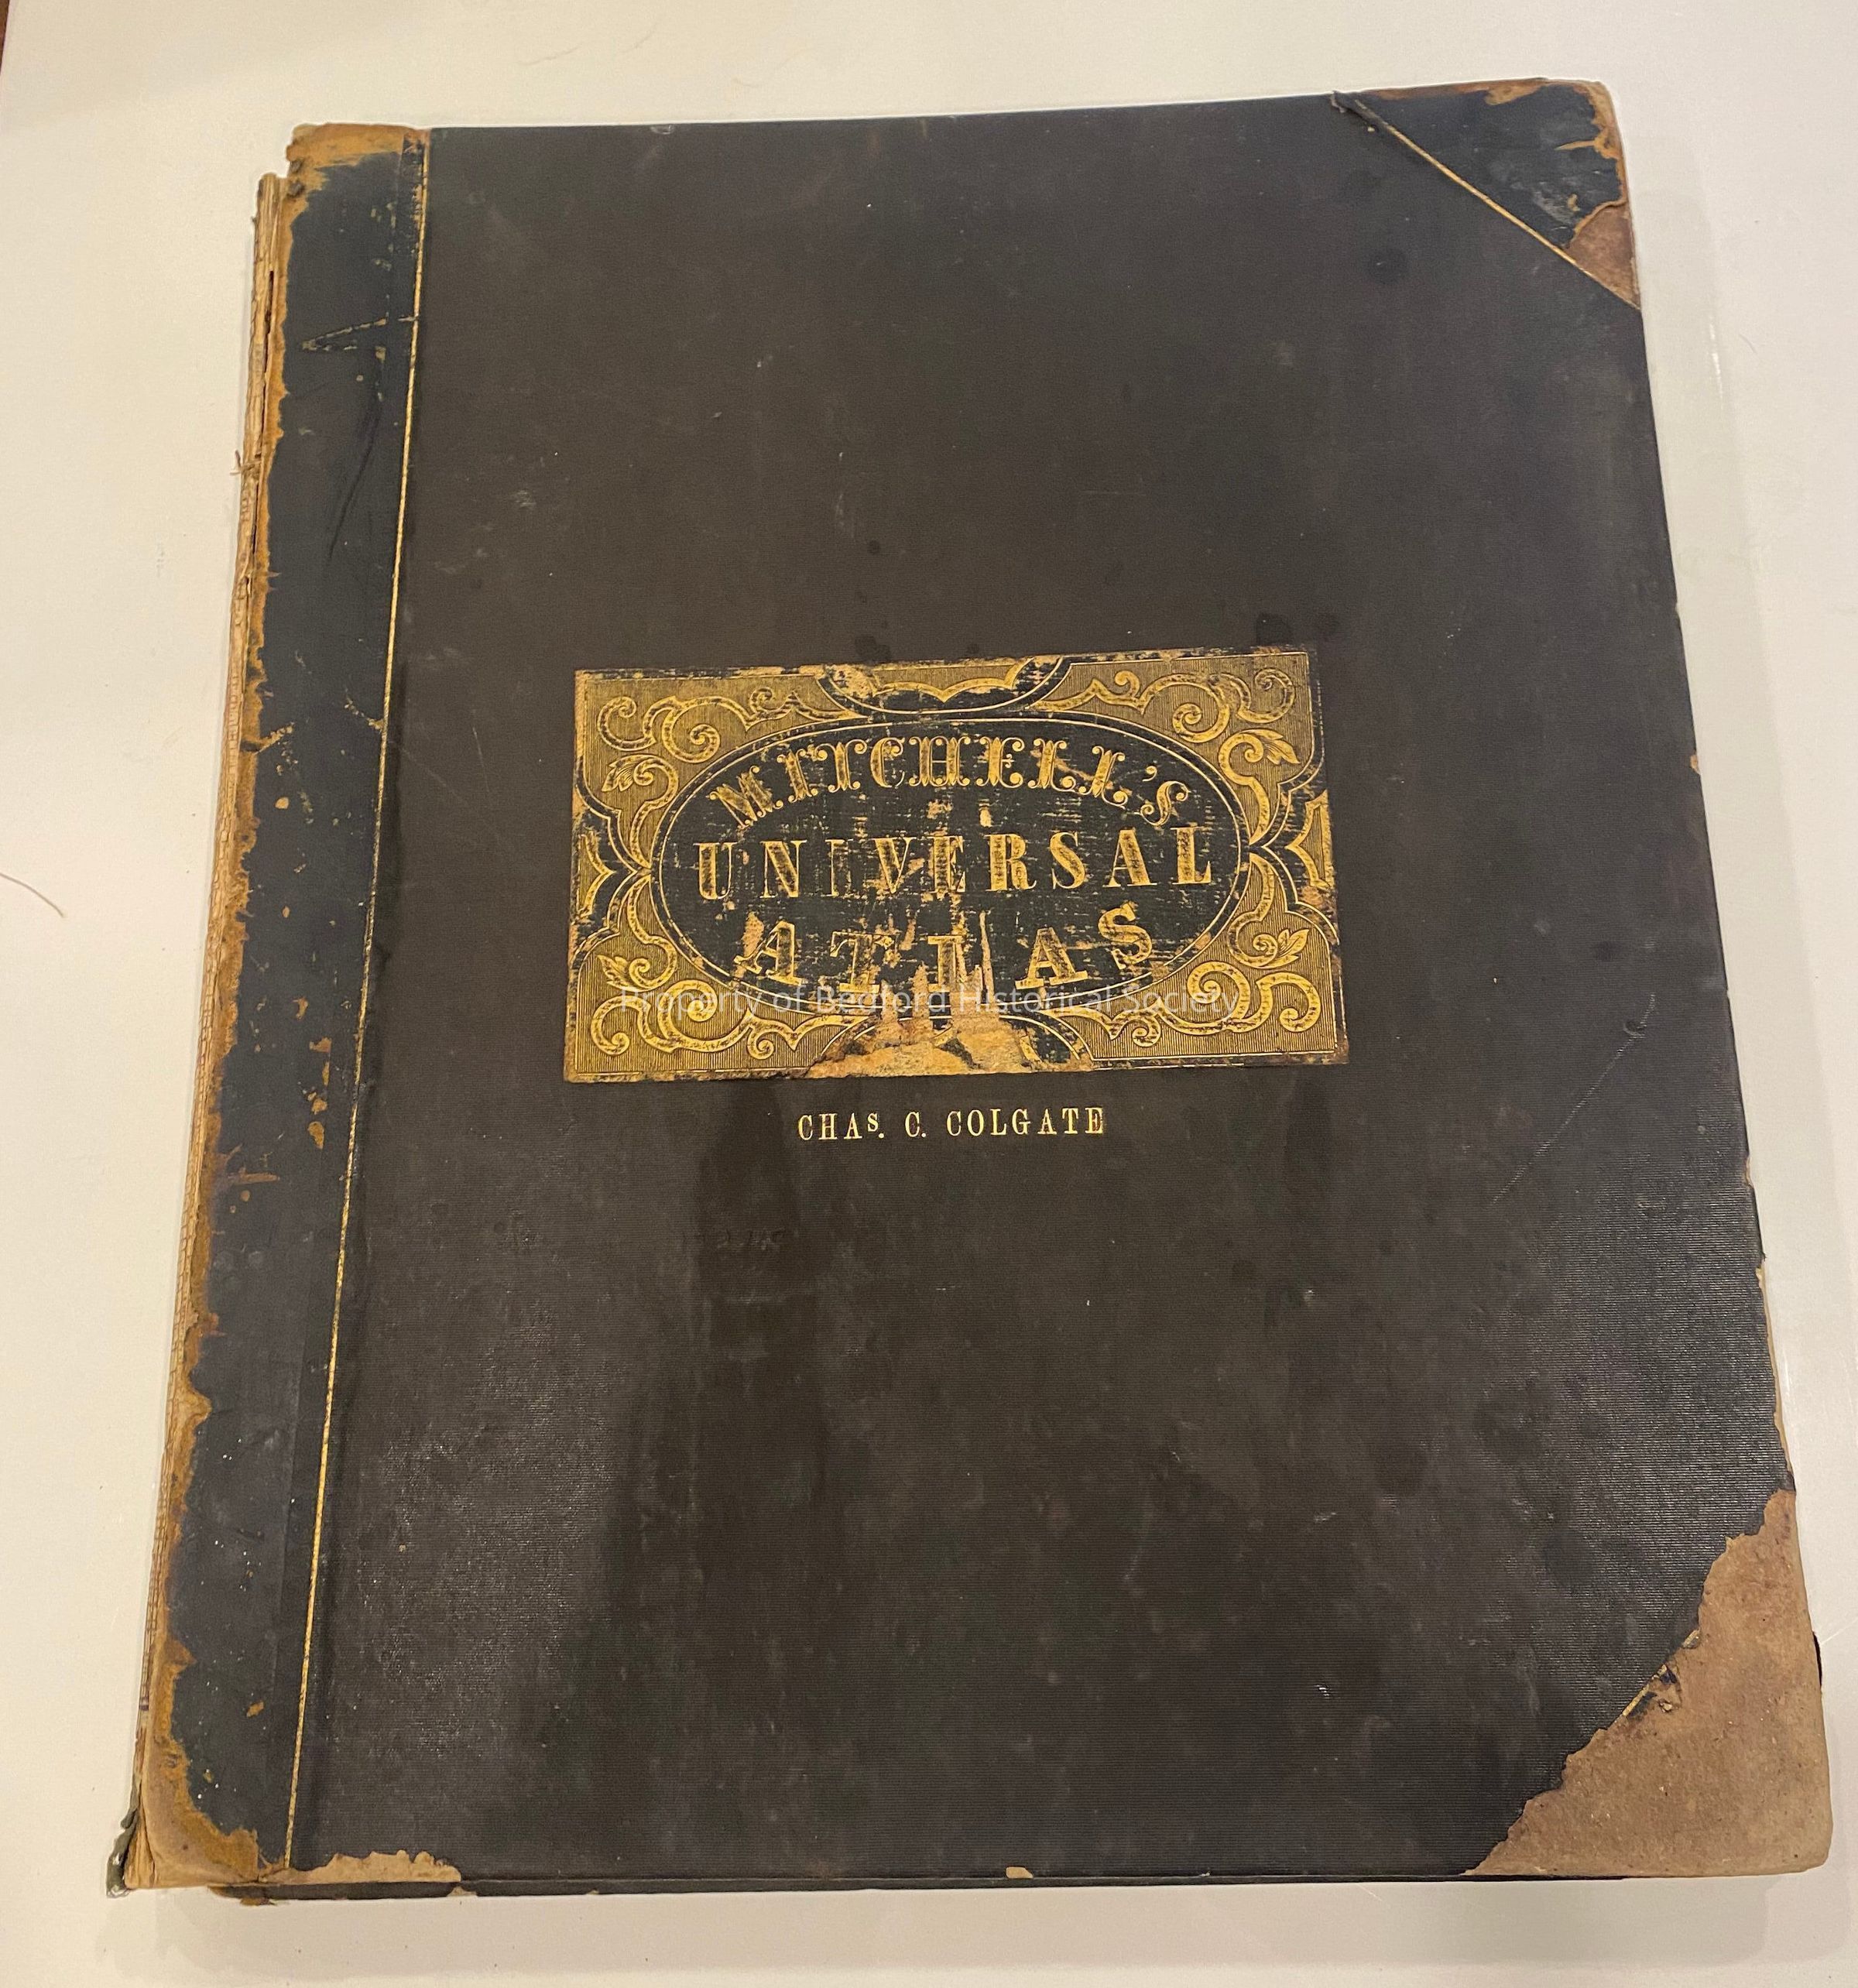 MITCHELL'S
UNIVERSAL
ATLAS
Property of Bedford Historical Society
CHAS. C. COLGATE